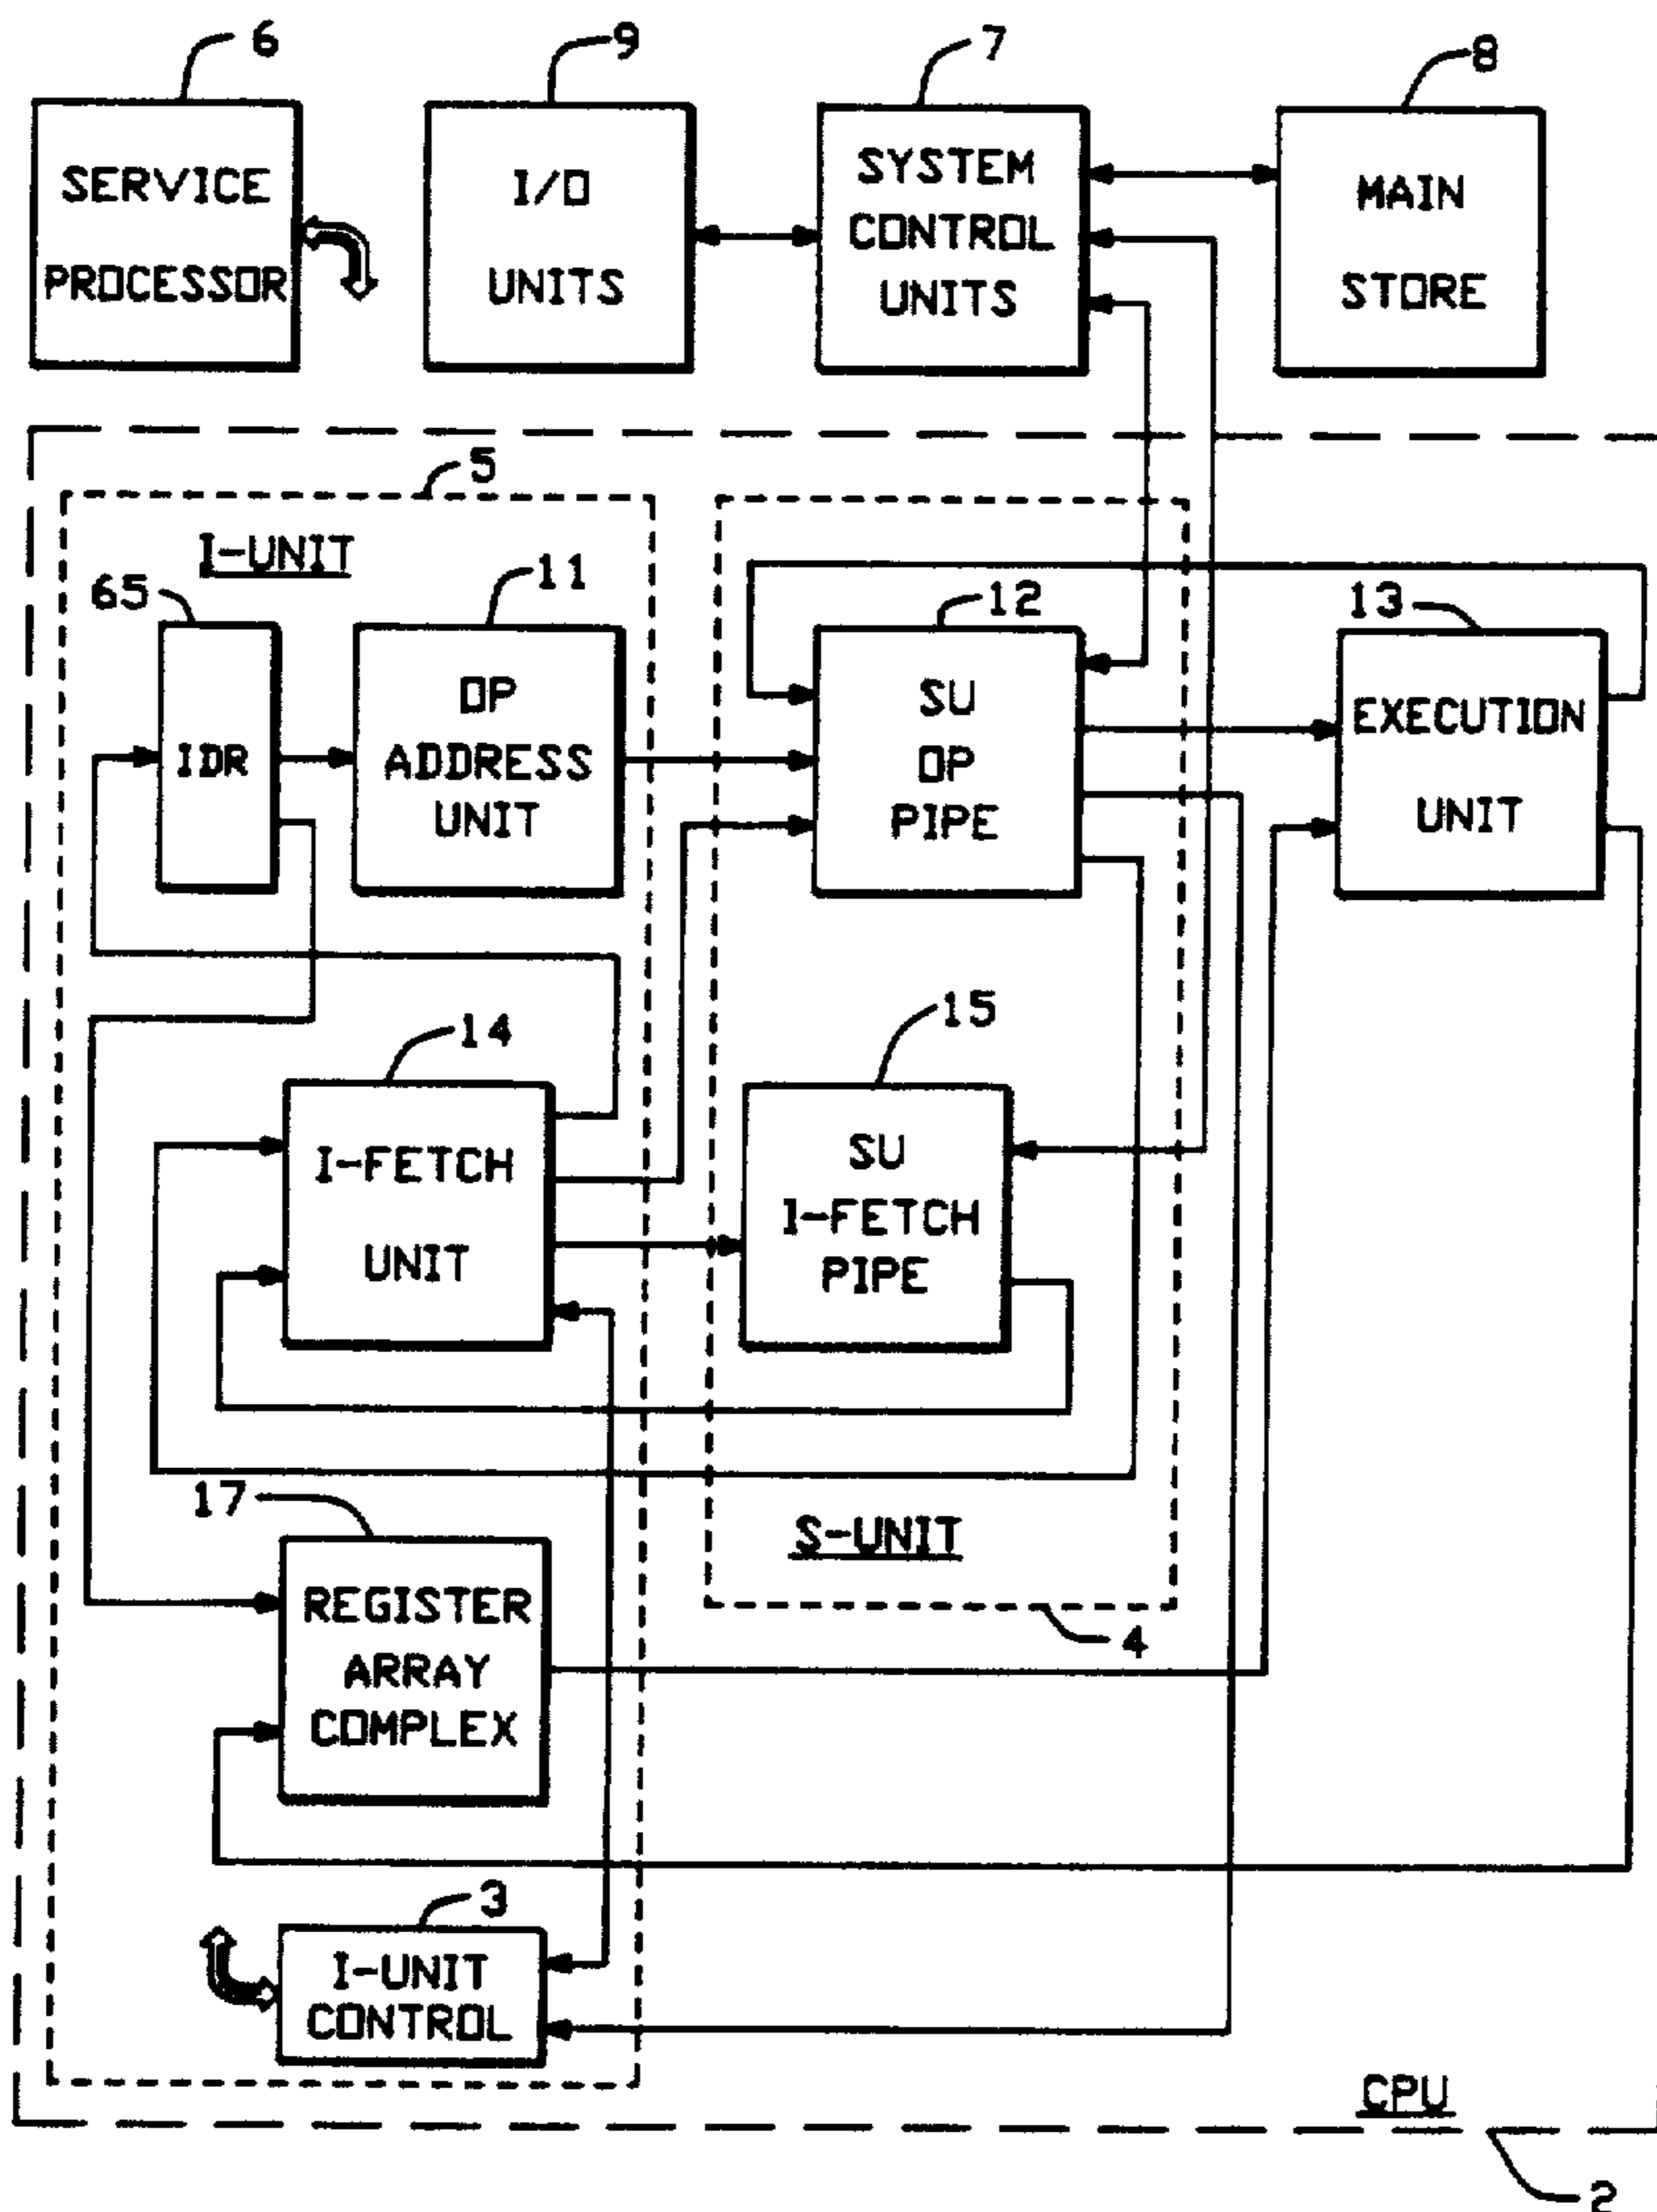 6
9
7
8
SERVICE
PROCESSOR
I/O
UNITS
SYSTEM
CONTROL
UNITS
MAIN
STORE
5
I-UNIT
65
11
12
13
IDR
OP
ADDRESS
UNIT
SU
OP
PIPE
EXECUTION
UNIT
14
15
I-FETCH
UNIT
SU
I-FETCH
PIPE
17
S-UNIT
REGISTER
ARRAY
COMPLEX
4
3
I-UNIT
CONTROL
CPU
2